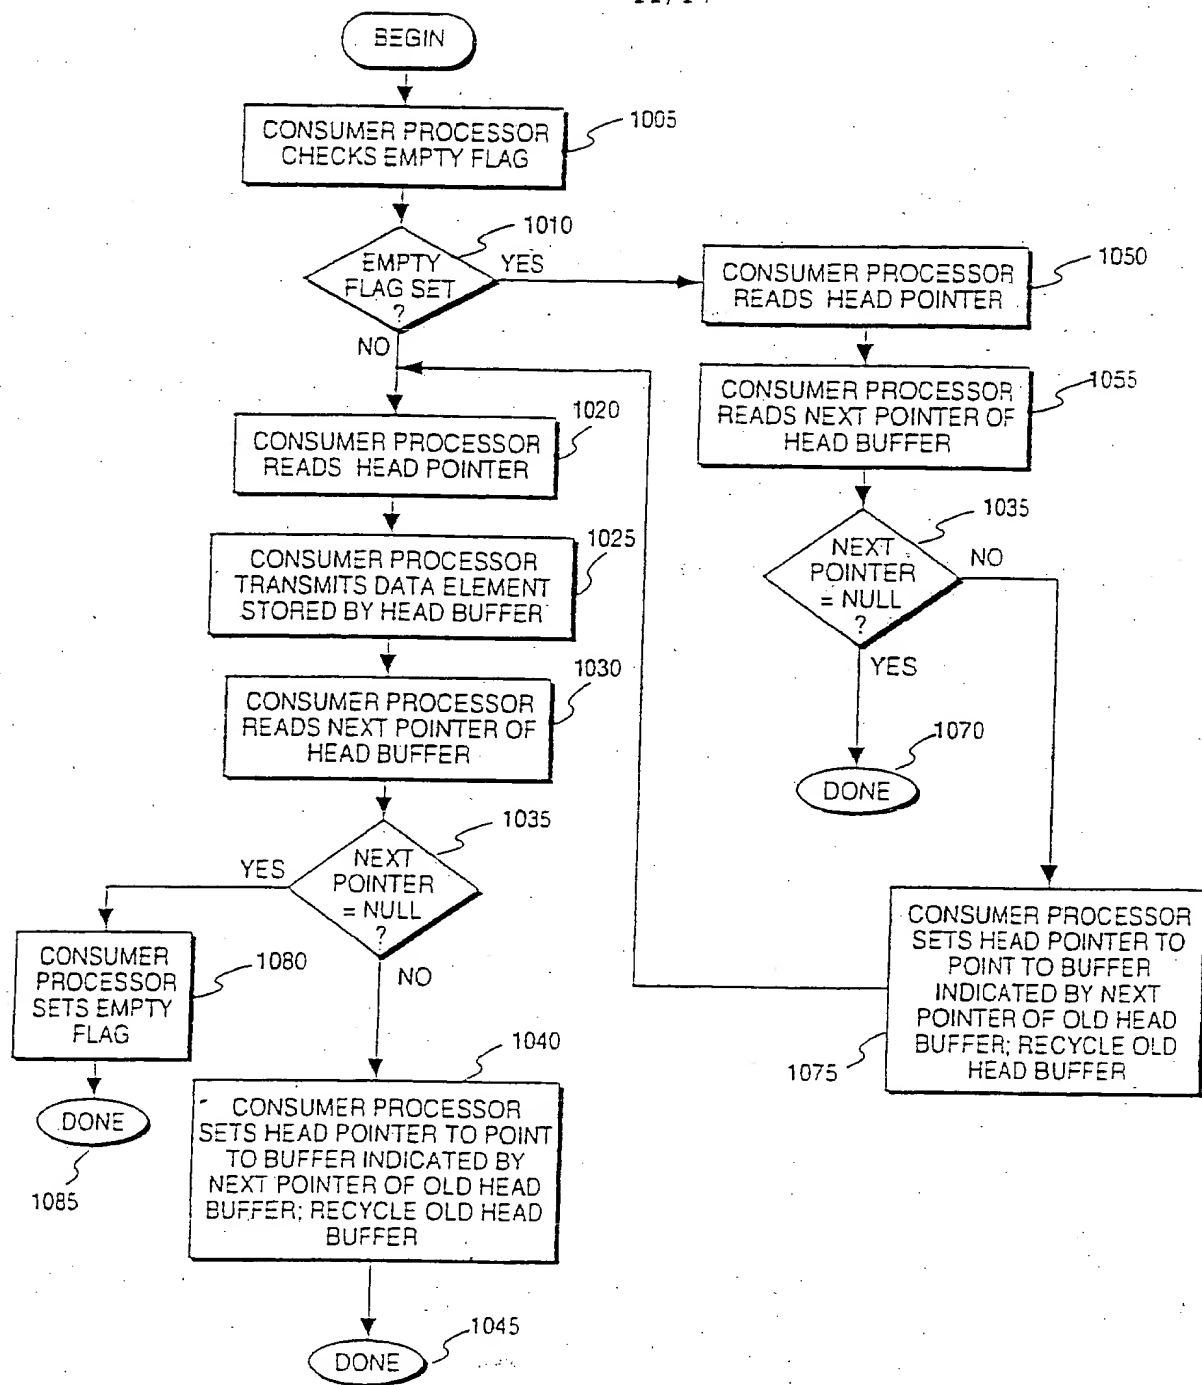 BEGIN
CONSUMER PROCESSOR
CHECKS EMPTY FLAG
1005
EMPTY
FLAG SET
?
1010
YES
NO
CONSUMER PROCESSOR
READS HEAD POINTER
1050
CONSUMER PROCESSOR
READS NEXT POINTER OF
HEAD BUFFER
1055
CONSUMER PROCESSOR
READS HEAD POINTER
1020
NEXT
POINTER
= NULL
?
1035
NO
YES
CONSUMER PROCESSOR
TRANSMITS DATA ELEMENT
STORED BY HEAD BUFFER
1025
CONSUMER PROCESSOR
READS NEXT POINTER OF
HEAD BUFFER
1030
DONE
1070
NEXT
POINTER
= NULL
?
1035
YES
NO
CONSUMER
PROCESSOR
SETS EMPTY
FLAG
1080
DONE
1085
CONSUMER PROCESSOR
SETS HEAD POINTER TO
POINT TO BUFFER
INDICATED BY NEXT
POINTER OF OLD HEAD
BUFFER; RECYCLE OLD
HEAD BUFFER
1075
CONSUMER PROCESSOR
SETS HEAD POINTER TO POINT
TO BUFFER INDICATED BY
NEXT POINTER OF OLD HEAD
BUFFER; RECYCLE OLD HEAD
BUFFER
1040
DONE
1045